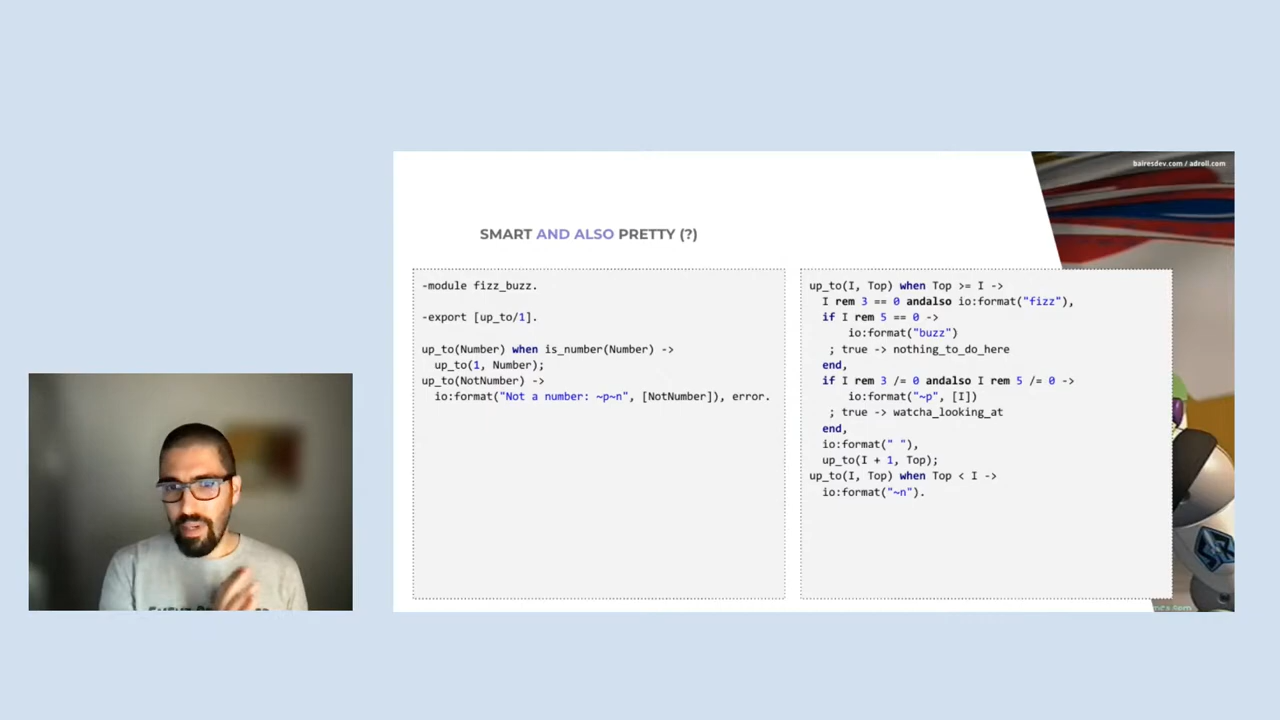 bairesdev.com / adroll.com
SMART AND ALSO PRETTY (?)
-module fizz_buzz.
-export [up_to/1].
up_to(Number) when is_number(Number) ->
up_to(1, Number);
up_to(NotNumber) ->
io:format("Not a number: ~p~n", [NotNumber]), error.
up_to(I, Top) when Top >= I ->
I rem 3 == 0 andalso io:format("fizz"),
if I rem 5 == 0 ->
io:format("buzz")
; true -> nothing_to_do_here
end,
if I rem 3 /= 0 andalso I rem 5 /= 0 ->
io:format("~p", [I])
; true -> watcha_looking_at
end,
io:format(" "),
up_to(I + 1, Top);
up_to(I, Top) when Top < I ->
io:format("~n").